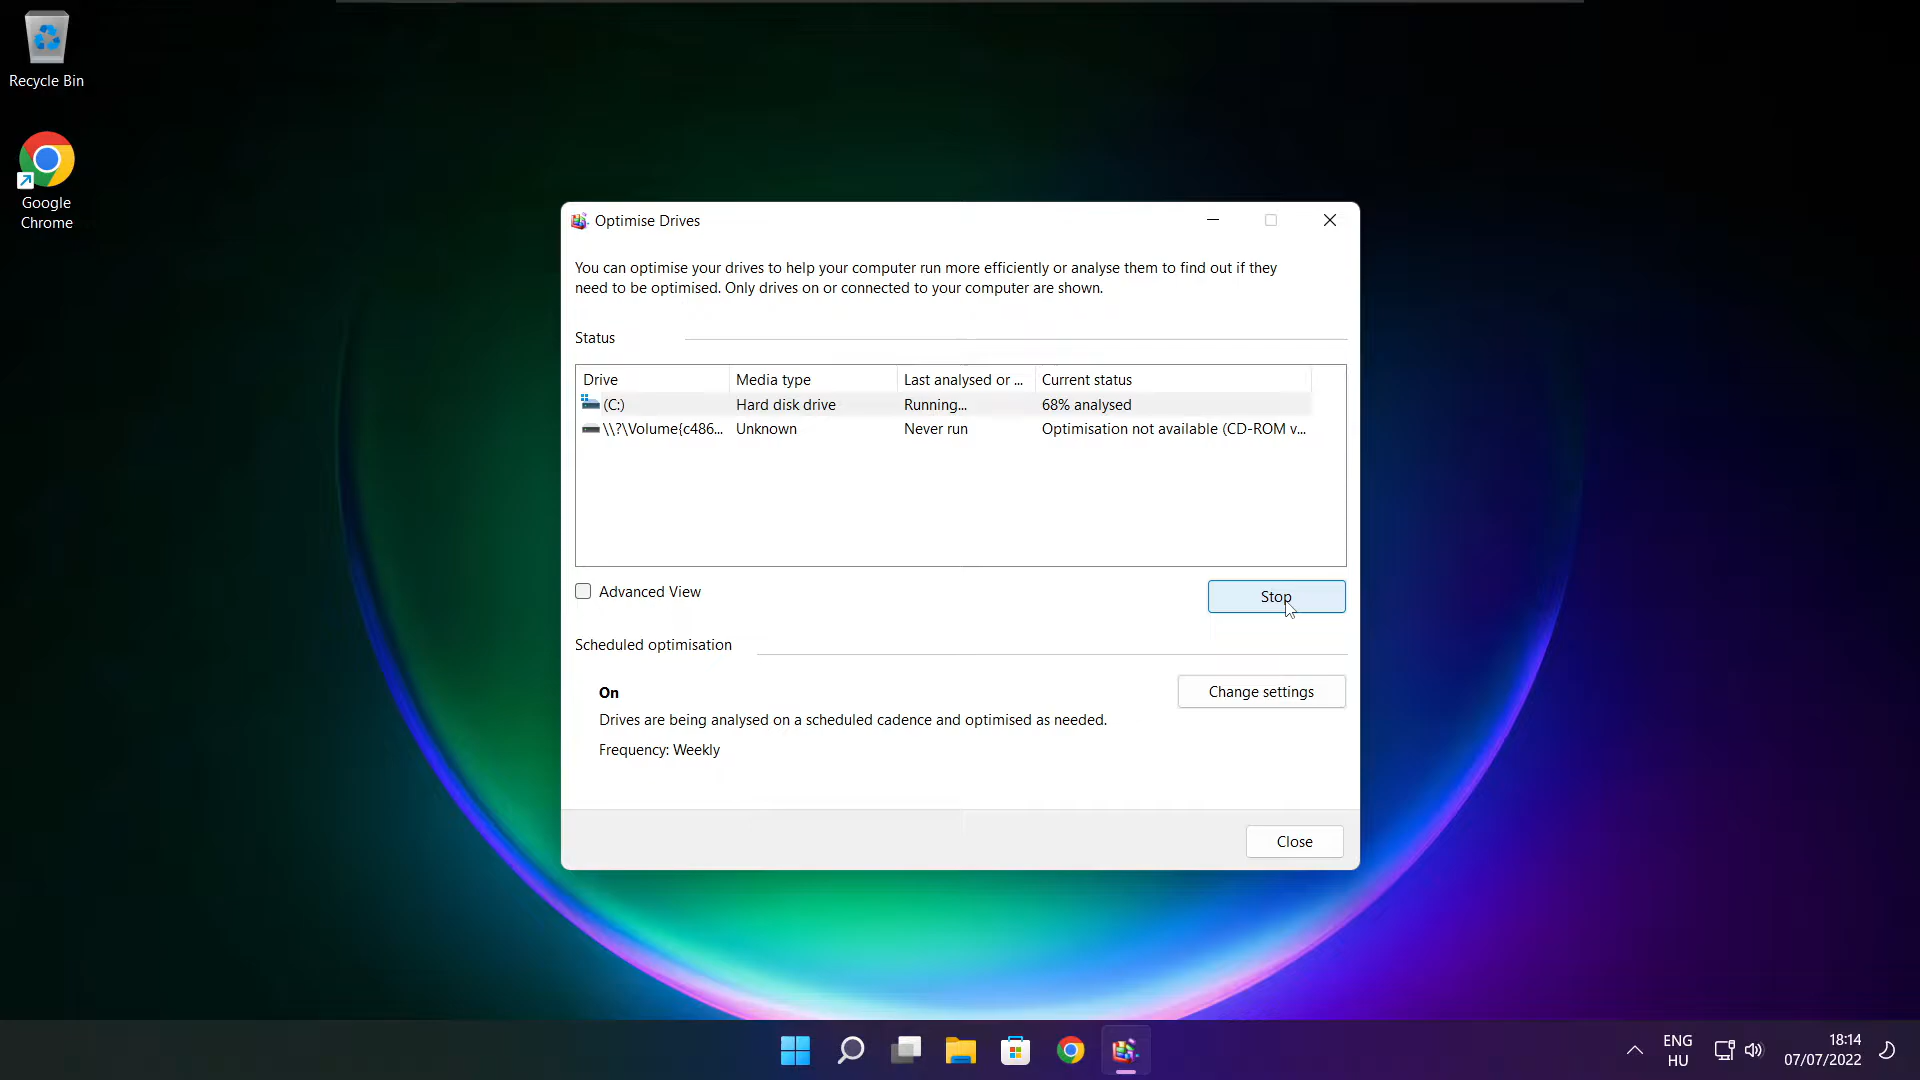 Recycle Bin
Google
Chrome
Optimise Drives
You can optimise your drives to help your computer run more efficiently or analyse them to find out if they
need to be optimised. Only drives on or connected to your computer are shown.
Status
Drive Media type Last analysed or ... Current status
(C:) Hard disk drive Running... 68% analysed
\\?\Volume{c486... Unknown Never run Optimisation not available (CD-ROM v...
Advanced View
Stop
Scheduled optimisation
On
Change settings
Drives are being analysed on a scheduled cadence and optimised as needed.
Frequency: Weekly
Close
ENG
HU
18:14
07/07/2022